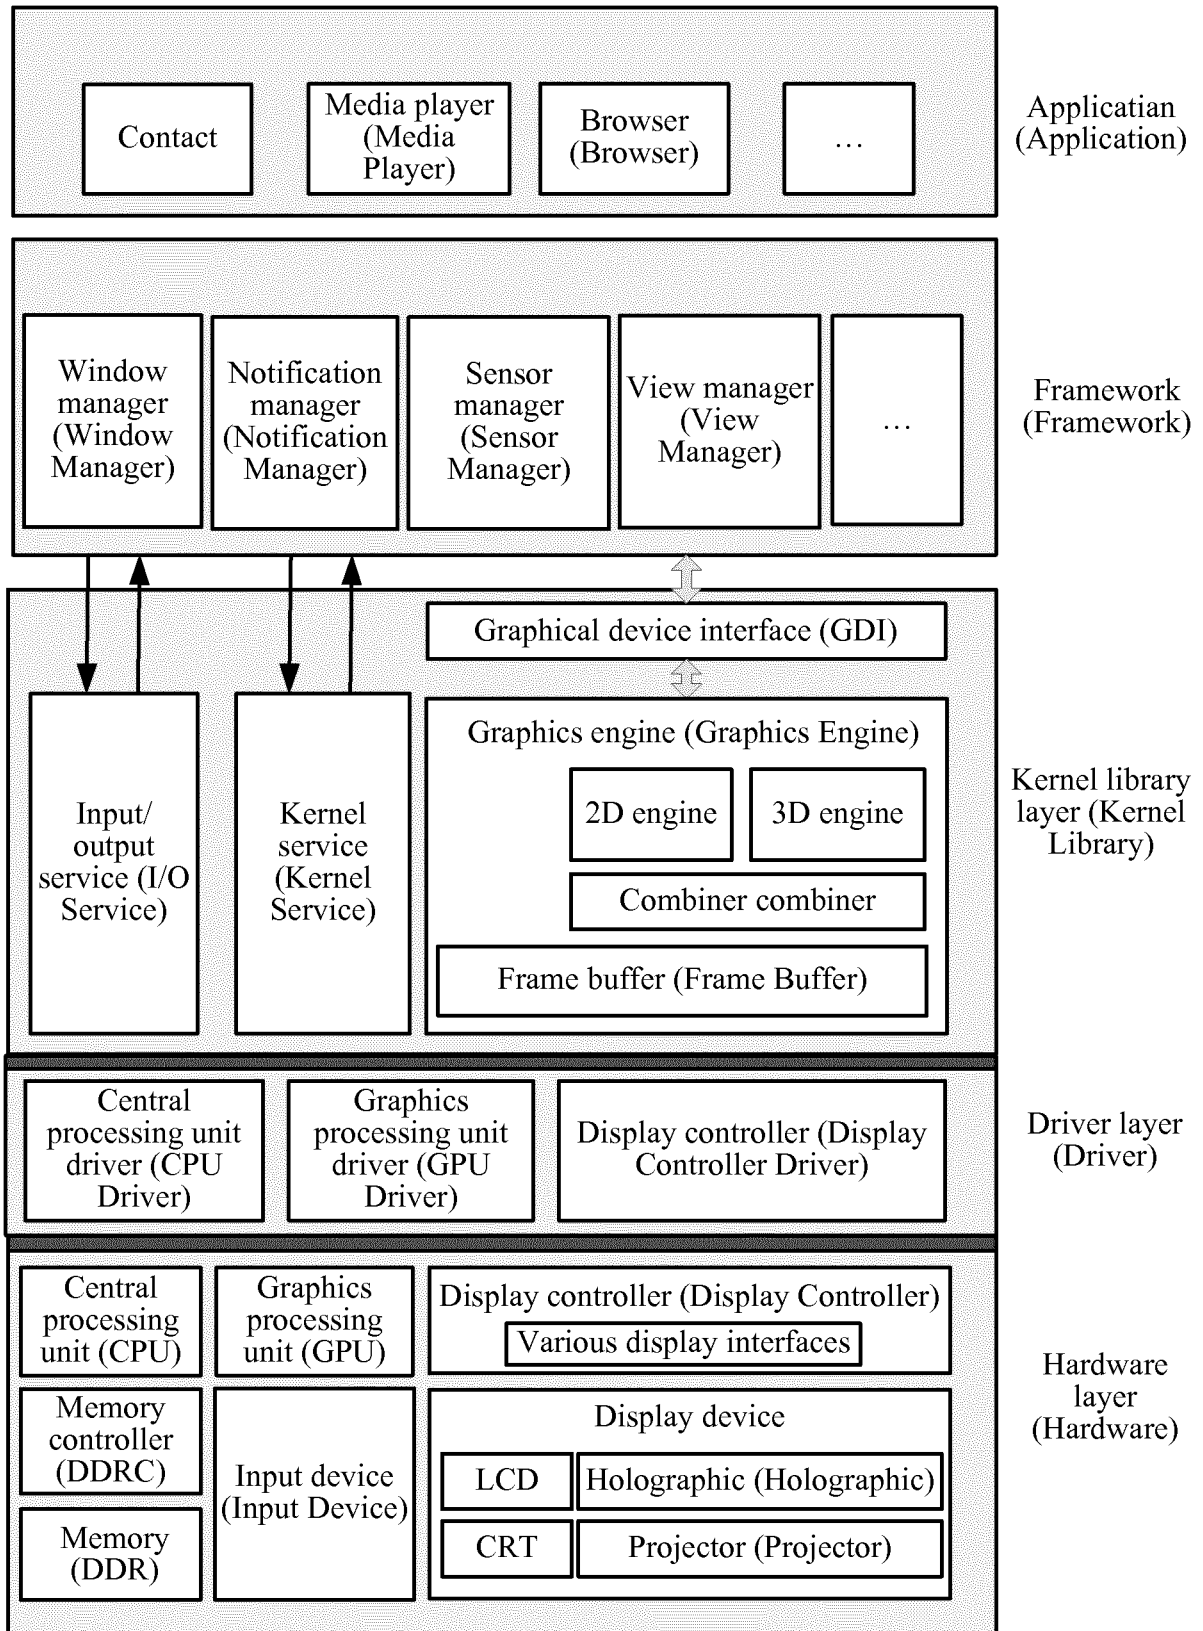 Contact
Media player
(Media
Player)
Browser
(Browser)
...
Applicatian
(Application)
Window
manager
(Window
Manager)
Notification
manager
(Notification
Manager)
Sensor
manager
(Sensor
Manager)
View manager
(View
Manager)
...
Framework
(Framework)
Graphical device interface (GDI)
Input/
output
service (I/O
Service)
Kernel
service
(Kernel
Service)
Graphics engine (Graphics Engine)
2D engine
3D engine
Combiner combiner
Frame buffer (Frame Buffer)
Kernel library
layer (Kernel
Library)
Central
processing unit
driver (CPU
Driver)
Graphics
processing unit
driver (GPU
Driver)
Display controller (Display
Controller Driver)
Driver layer
(Driver)
Central
processing
unit (CPU)
Graphics
processing
unit (GPU)
Display controller (Display Controller)
Various display interfaces
Memory
controller
(DDRC)
Memory
(DDR)
Input device
(Input Device)
Display device
LCD
Holographic (Holographic)
CRT
Projector (Projector)
Hardware
layer
(Hardware)